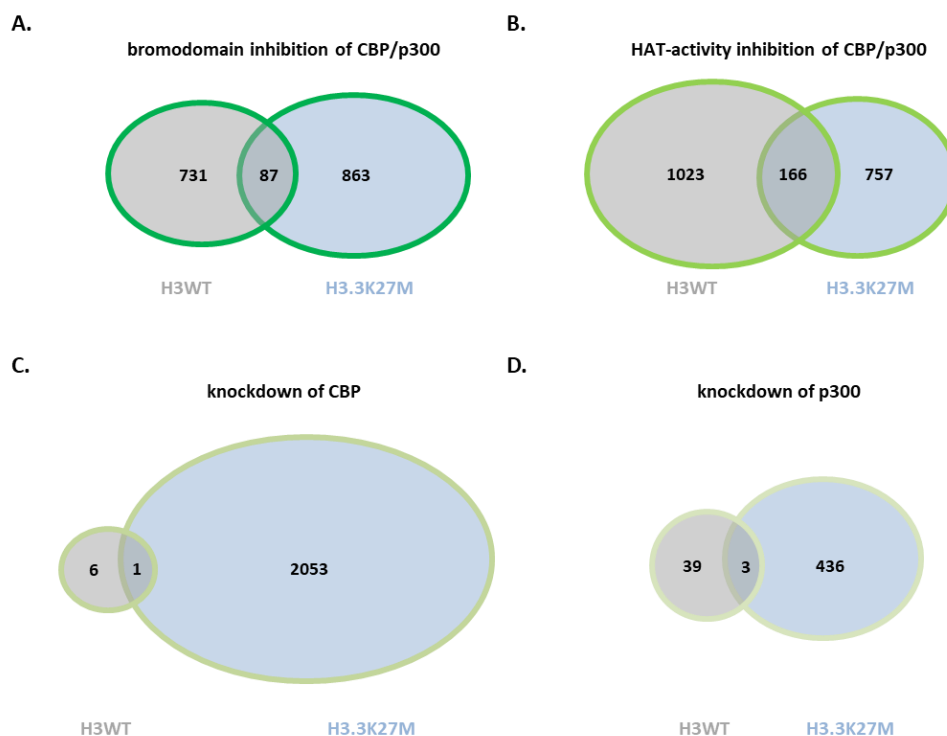 A.
bromodomain inhibition of CBP/p300
731 87 863
H3WT H3.3K27M
B.
HAT-activity inhibition of CBP/p300
1023 166 757
H3WT H3.3K27M
C.
knockdown of CBP
6 1 2053
H3WT H3.3K27M
D.
knockdown of p300
39 3 436
H3WT H3.3K27M